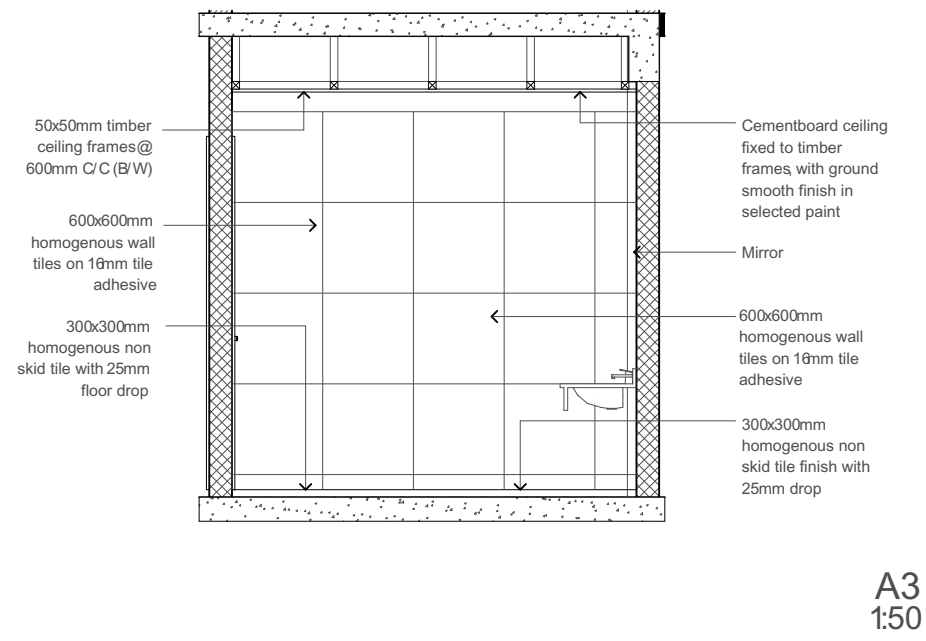 50x50mm timber
ceiling frames@
600mm C/C (B/W)
600x600mm
homogenous wall
tiles on 16mm tile
adhesive
300x300mm
homogenous non
skid tile with 25mm
floor drop
Cementboard ceiling
fixed to timber
frames, with ground
smooth finish in
selected paint
Mirror
600x600mm
homogenous wall
tiles on 16mm tile
adhesive
300x300mm
homogenous non
skid tile finish with
25mm drop
A3
1:50